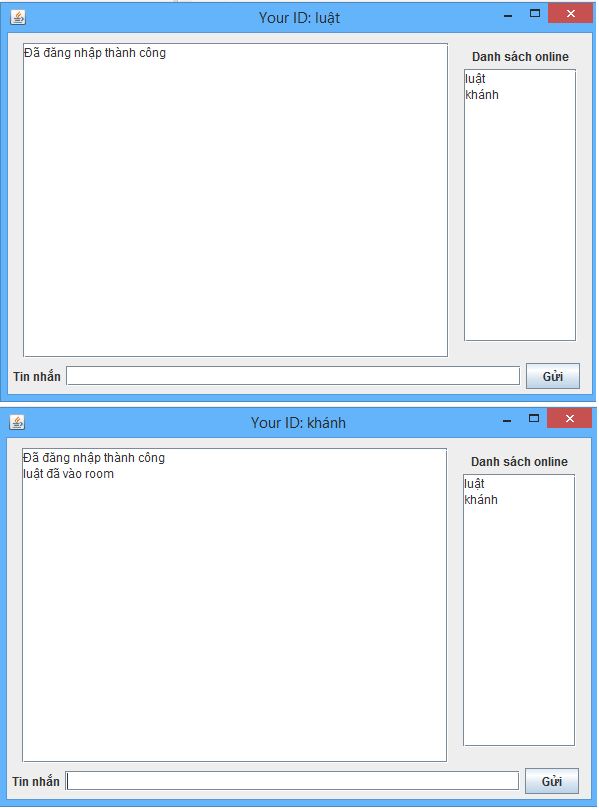 Your ID: luật
Đã đăng nhập thành công
Danh sách online
luật
khánh
Tin nhắn
Gửi
Your ID: khánh
Đã đăng nhập thành công
luật đã vào room
Danh sách online
luật
khánh
Tin nhắn
Gửi